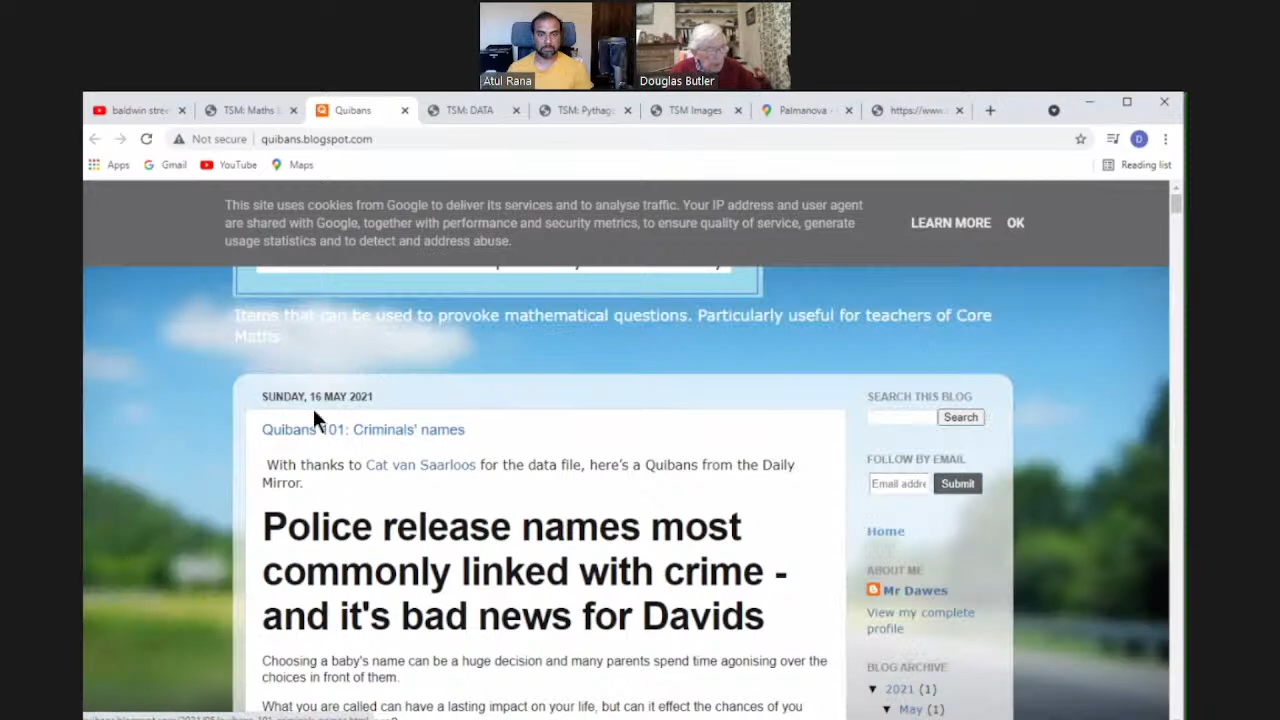 Atul Rana
Douglas Butler
baldwin stre
TSM: Maths
Quibans
TSM: DATA
TSM: Pythag
TSM Images
Palmanova -
https://www.
Not secure
quibans.blogspot.com
D
Apps
Gmail
YouTube
Maps
Reading list
This site uses cookies from Google to deliver its services and to analyse traffic. Your IP address and user agent
are shared with Google, together with performance and security metrics, to ensure quality of service, generate
usage statistics and to detect and address abuse.
LEARN MORE
OK
Items that can be used to provoke mathematical questions. Particularly useful for teachers of Core
Maths
SUNDAY, 16 MAY 2021
Quibans 101: Criminals' names
With thanks to Cat van Saarloos for the data file, here's a Quibans from the Daily
Mirror.
Police release names most
commonly linked with crime -
and it's bad news for Davids
Choosing a baby's name can be a huge decision and many parents spend time agonising over the
choices in front of them.
What you are called can have a lasting impact on your life, but can it effect the chances of you
SEARCH THIS BLOG
Search
FOLLOW BY EMAIL
Email addre
Submit
Home
ABOUT ME
Mr Dawes
View my complete
profile
BLOG ARCHIVE
▼ 2021 (1)
▼ May (1)